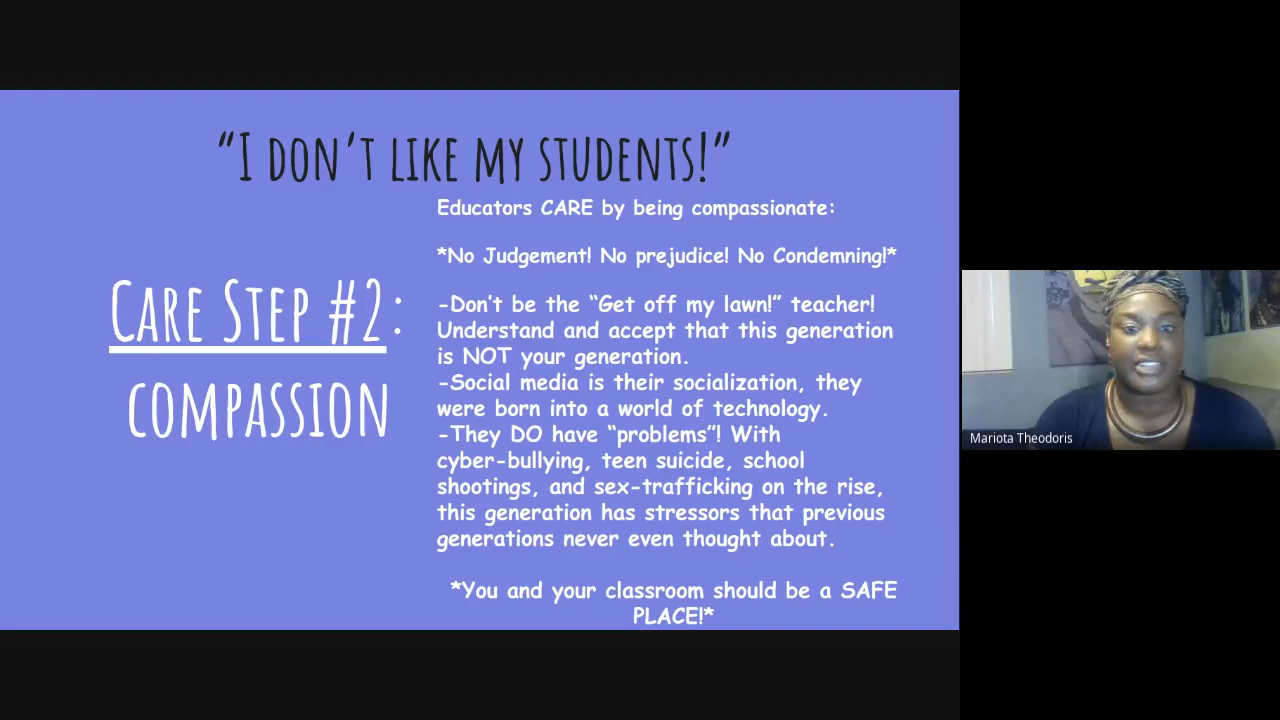 “I DON’T LIKE MY STUDENTS!”
CARE STEP #2:
COMPASSION
Educators CARE by being compassionate:
*No Judgement! No prejudice! No Condemning!*
-Don’t be the “Get off my lawn!” teacher!
Understand and accept that this generation
is NOT your generation.
-Social media is their socialization, they
were born into a world of technology.
-They DO have “problems”! With
cyber-bullying, teen suicide, school
shootings, and sex-trafficking on the rise,
this generation has stressors that previous
generations never even thought about.
*You and your classroom should be a SAFE
PLACE!*
Mariota Theodoris